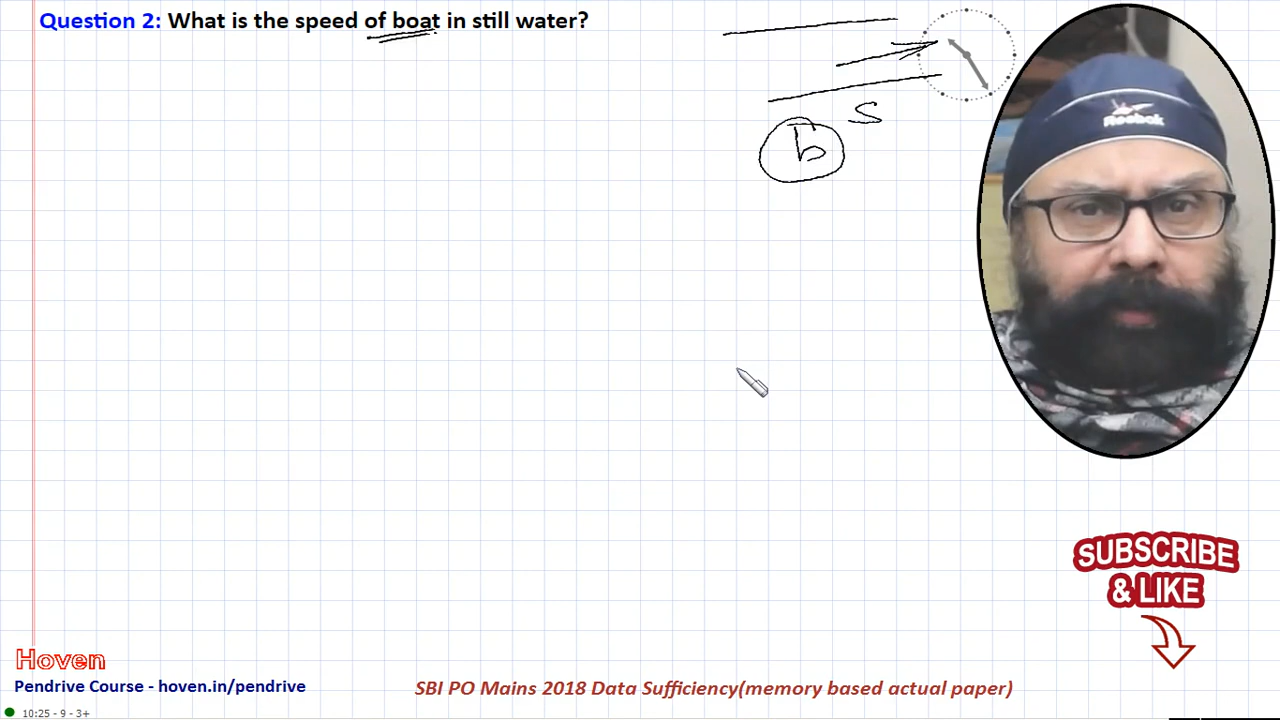 Question 2: What is the speed of boat in still water?
S
b
Reebok
SUBSCRIBE
& LIKE
Hoven
Pendrive Course - hoven.in/pendrive
SBI PO Mains 2018 Data Sufficiency(memory based actual paper)
10:25 - 9 - 3+